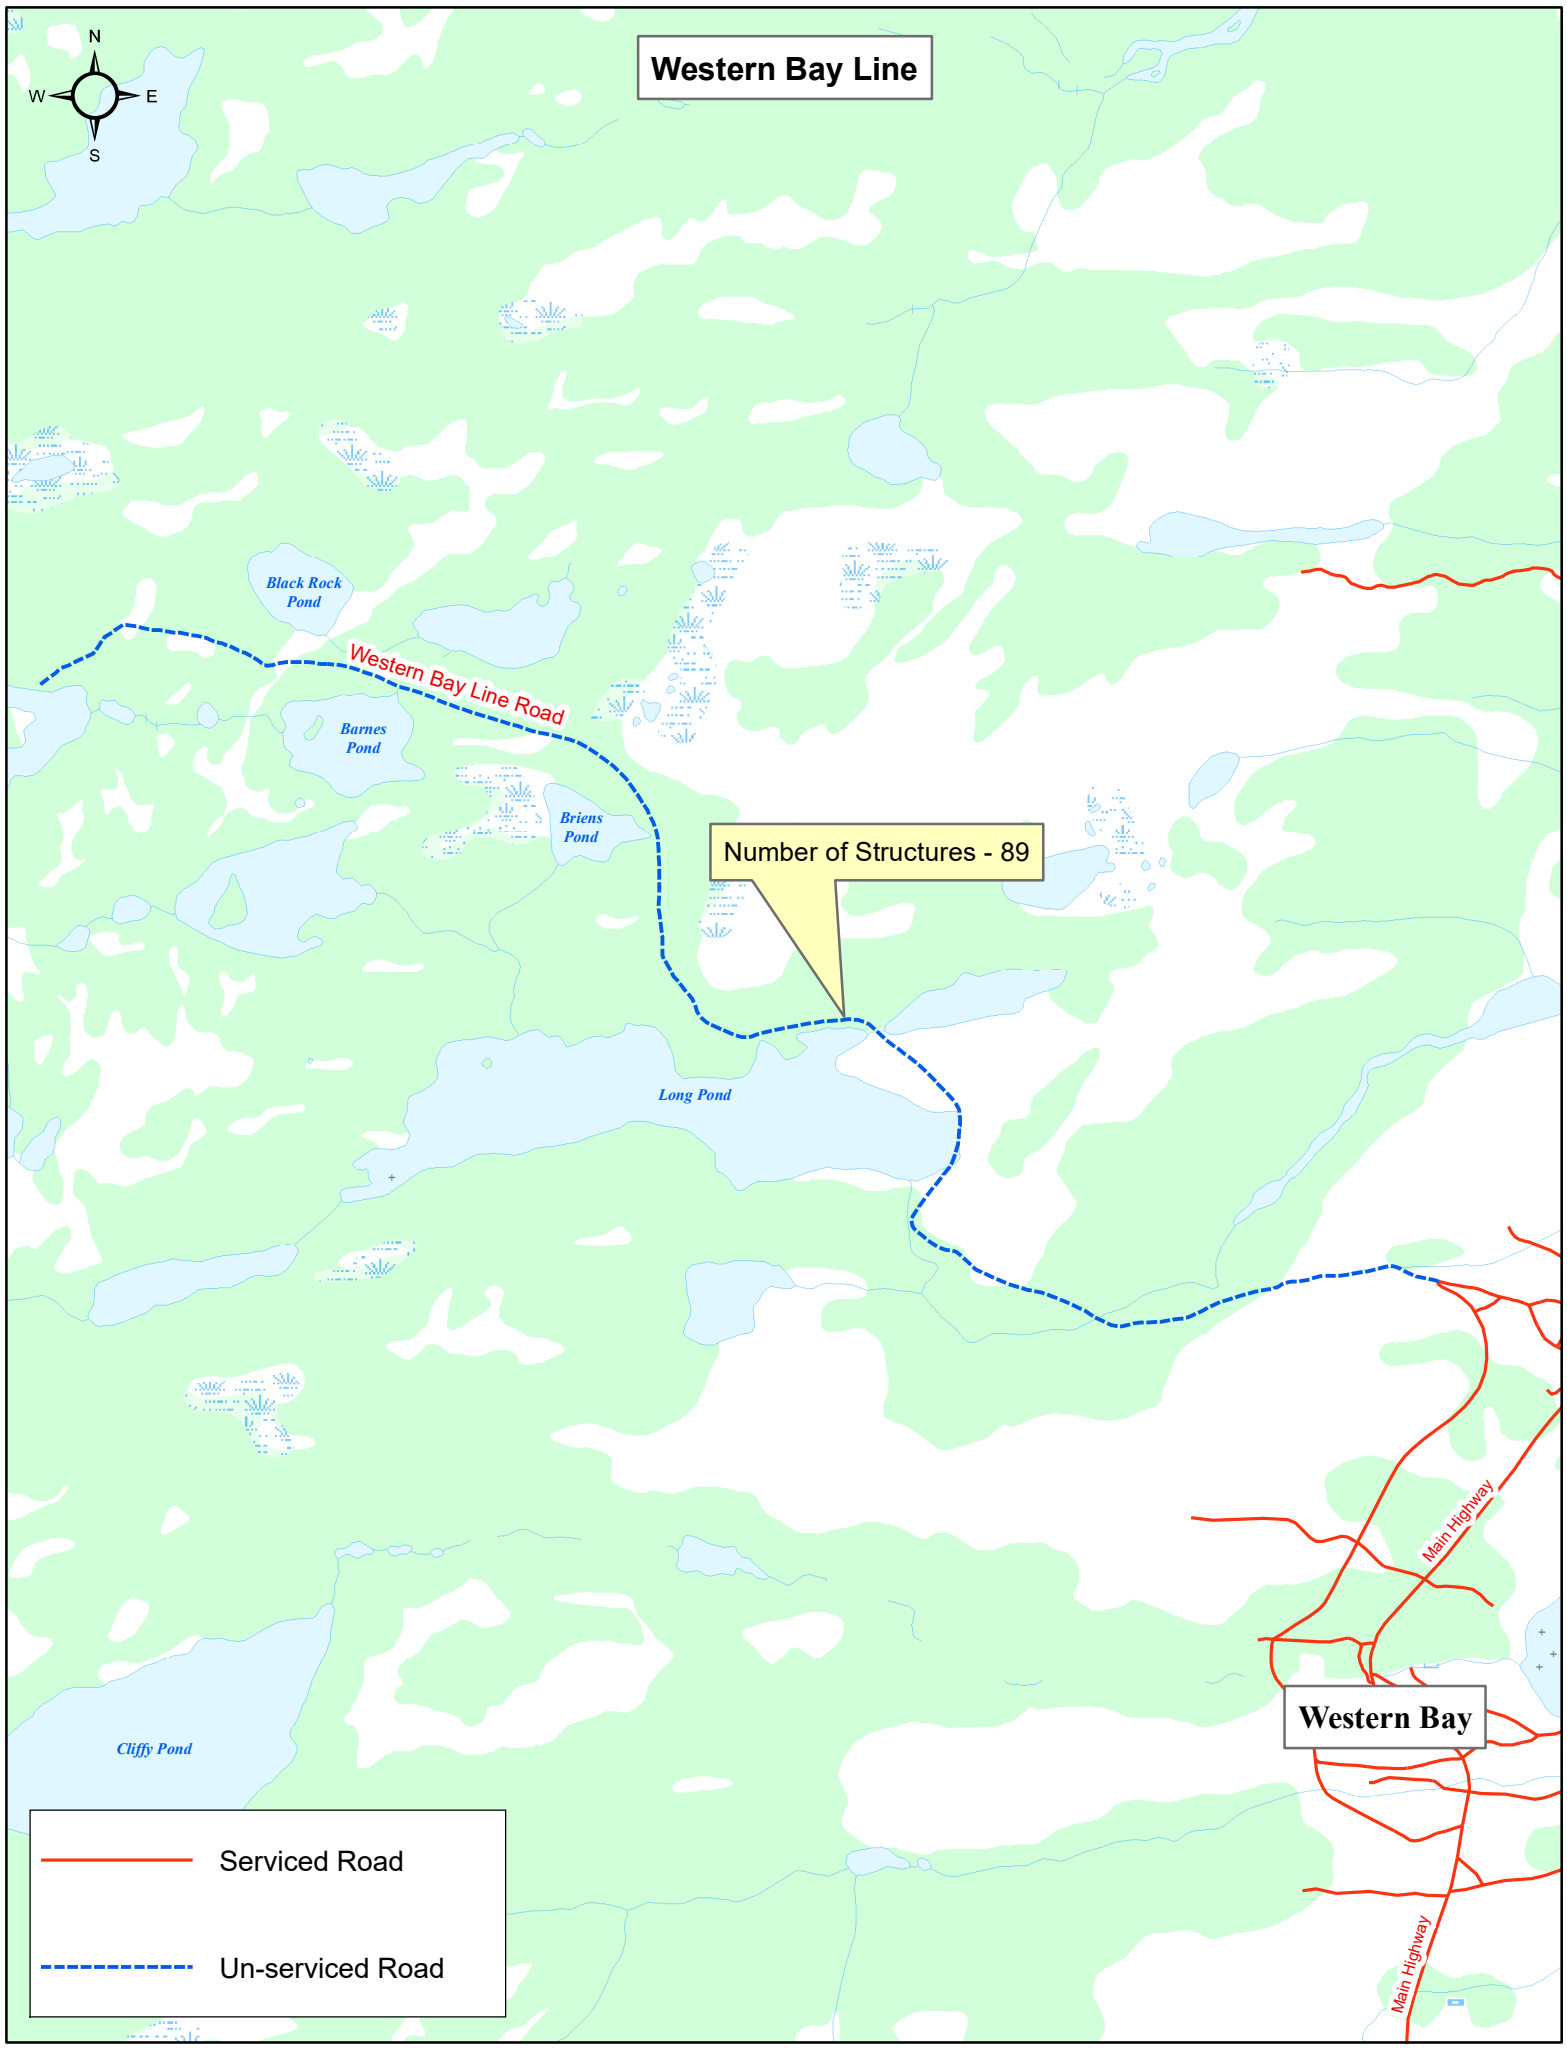 N
W E
S
Western Bay Line
Black Rock
Pond
Western Bay Line Road
Barnes
Pond
Briens
Pond
Number of Structures - 89
Long Pond
Main Highway
Western Bay
Cliffy Pond
Serviced Road
Un-serviced Road
Main Highway